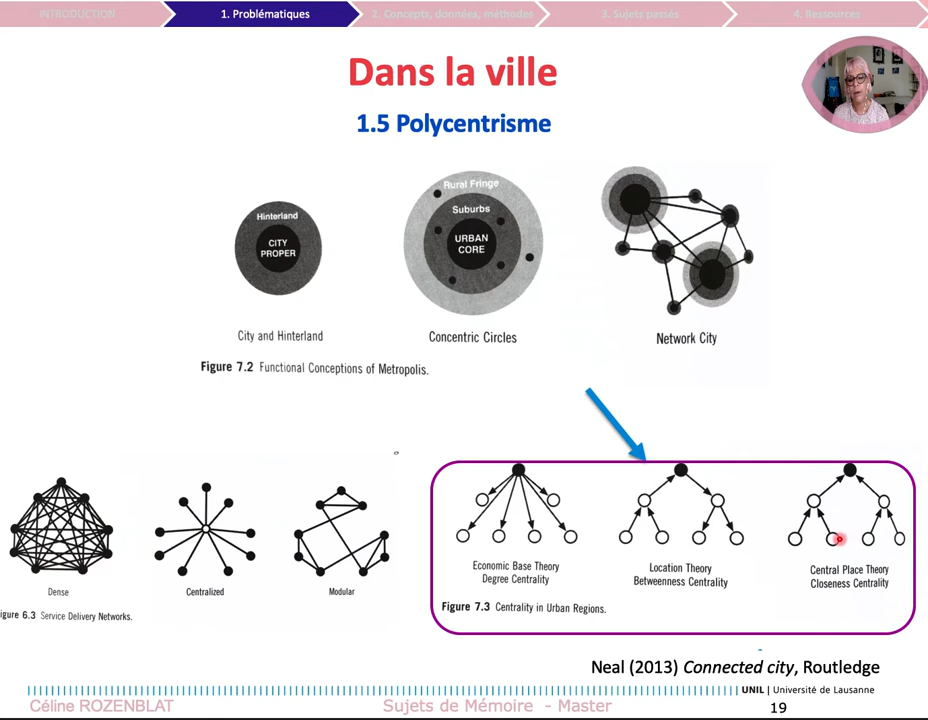 INTRODUCTION
1. Problématiques
2. Concepts, données, méthodes
3. Sujets passés
4. Ressources
Dans la ville
1.5 Polycentrisme
Hinterland
CITY
PROPER
City and Hinterland
Rural Fringe
Suburbs
URBAN
CORE
Concentric Circles
Network City
Figure 7.2 Functional Conceptions of Metropolis.
Dense
Centralized
Modular
igure 6.3 Service Delivery Networks.
Economic Base Theory
Degree Centrality
Location Theory
Betweenness Centrality
Central Place Theory
Closeness Centrality
Figure 7.3 Centrality in Urban Regions.
Neal (2013) Connected city, Routledge
UNIL | Université de Lausanne
Céline ROZENBLAT
Sujets de Mémoire - Master
19